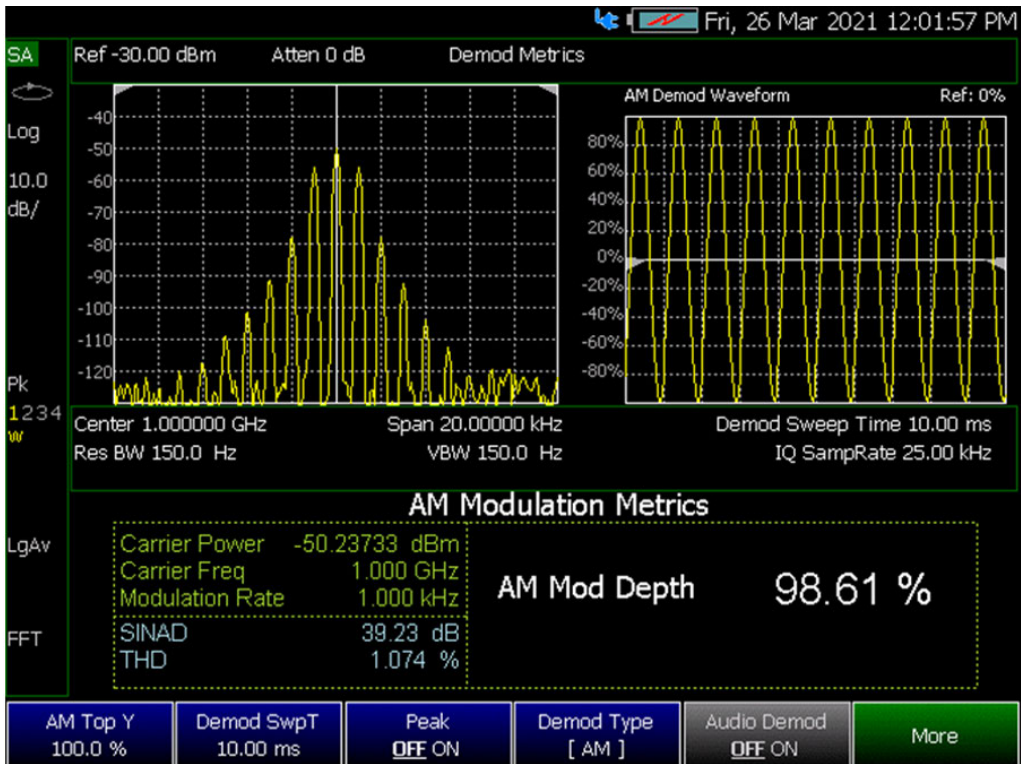 Fri, 26 Mar 2021 12:01:57 PM
SA
Ref -30.00 dBm Atten 0 dB Demod Metrics
AM Demod Waveform Ref: 0%
Log
10.0
dB/
-40
-50
-60
-70
-80
-90
-100
-110
-120
80%
60%
40%
20%
0%
-20%
-40%
-60%
-80%
Pk
1234
W
Center 1.000000 GHz Span 20.00000 kHz Demod Sweep Time 10.00 ms
Res BW 150.0 Hz VBW 150.0 Hz IQ SampRate 25.00 kHz
AM Modulation Metrics
LgAv
Carrier Power -50.23733 dBm
Carrier Freq 1.000 GHz
Modulation Rate 1.000 kHz
AM Mod Depth 98.61 %
FFT
SINAD 39.23 dB
THD 1.074 %
AM Top Y
100.0 %
Demod SwpT
10.00 ms
Peak
OFF ON
Demod Type
[ AM ]
Audio Demod
OFF ON
More